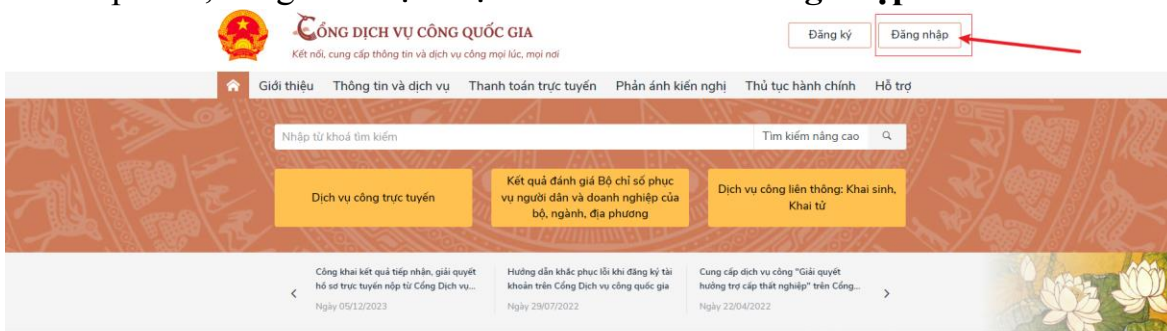 CỔNG DỊCH VỤ CÔNG QUỐC GIA
Kết nối, cung cấp thông tin và dịch vụ công mọi lúc, mọi nơi
Đăng ký
Đăng nhập
Giới thiệu Thông tin và dịch vụ Thanh toán trực tuyến Phản ánh kiến nghị Thủ tục hành chính Hỗ trợ
Nhập từ khoá tìm kiếm
Tìm kiếm nâng cao
Dịch vụ công trực tuyến
Kết quả đánh giá Bộ chỉ số phục
vụ người dân và doanh nghiệp của
bộ, ngành, địa phương
Dịch vụ công liên thông: Khai sinh,
Khai tử
Công khai kết quả tiếp nhận, giải quyết
hồ sơ trực tuyến nộp từ Cổng Dịch vụ...
Ngày 05/12/2023
Hướng dẫn khắc phục lỗi khi đăng ký tài
khoản trên Cổng Dịch vụ công quốc gia
Ngày 29/07/2022
Cung cấp dịch vụ công "Giải quyết
hưởng trợ cấp thất nghiệp" trên Cổng...
Ngày 22/04/2022